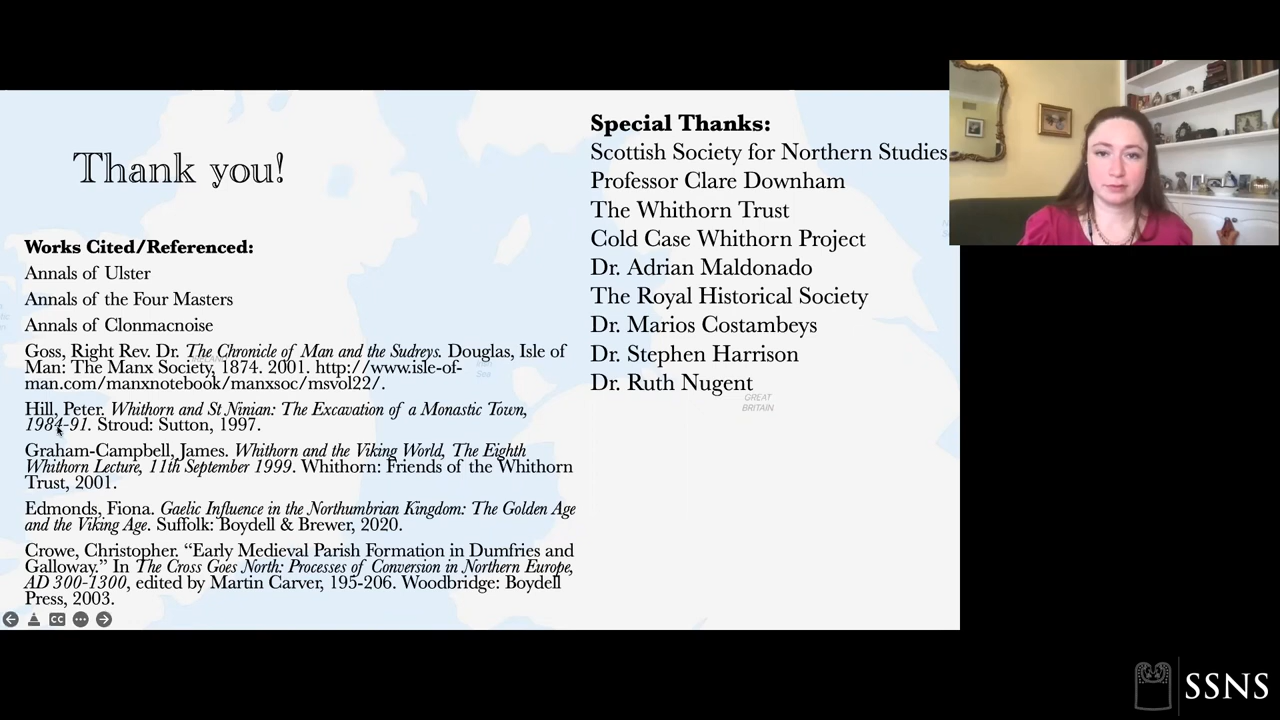 Thank you!
Works Cited/Referenced:
Annals of Ulster
Annals of the Four Masters
Annals of Clonmacnoise
Goss, Right Rev. Dr. The Chronicle of Man and the Sudreys. Douglas, Isle of
Man: The Manx Society, 1874. 2001. http://www.isle-of-
man.com/manxnotebook/manxsoc/msvol22/.
Hill, Peter. Whithorn and St Ninian: The Excavation of a Monastic Town,
1984-91. Stroud: Sutton, 1997.
Graham-Campbell, James. Whithorn and the Viking World, The Eighth
Whithorn Lecture, 11th September 1999. Whithorn: Friends of the Whithorn
Trust, 2001.
Edmonds, Fiona. Gaelic Influence in the Northumbrian Kingdom: The Golden Age
and the Viking Age. Suffolk: Boydell & Brewer, 2020.
Crowe, Christopher. “Early Medieval Parish Formation in Dumfries and
Galloway.” In The Cross Goes North: Processes of Conversion in Northern Europe,
AD 300-1300, edited by Martin Carver, 195-206. Woodbridge: Boydell
Press, 2003.
Special Thanks:
Scottish Society for Northern Studies
Professor Clare Downham
The Whithorn Trust
Cold Case Whithorn Project
Dr. Adrian Maldonado
The Royal Historical Society
Dr. Marios Costambeys
Dr. Stephen Harrison
Dr. Ruth Nugent
GREAT
BRITAIN
Sea
CC
SSNS